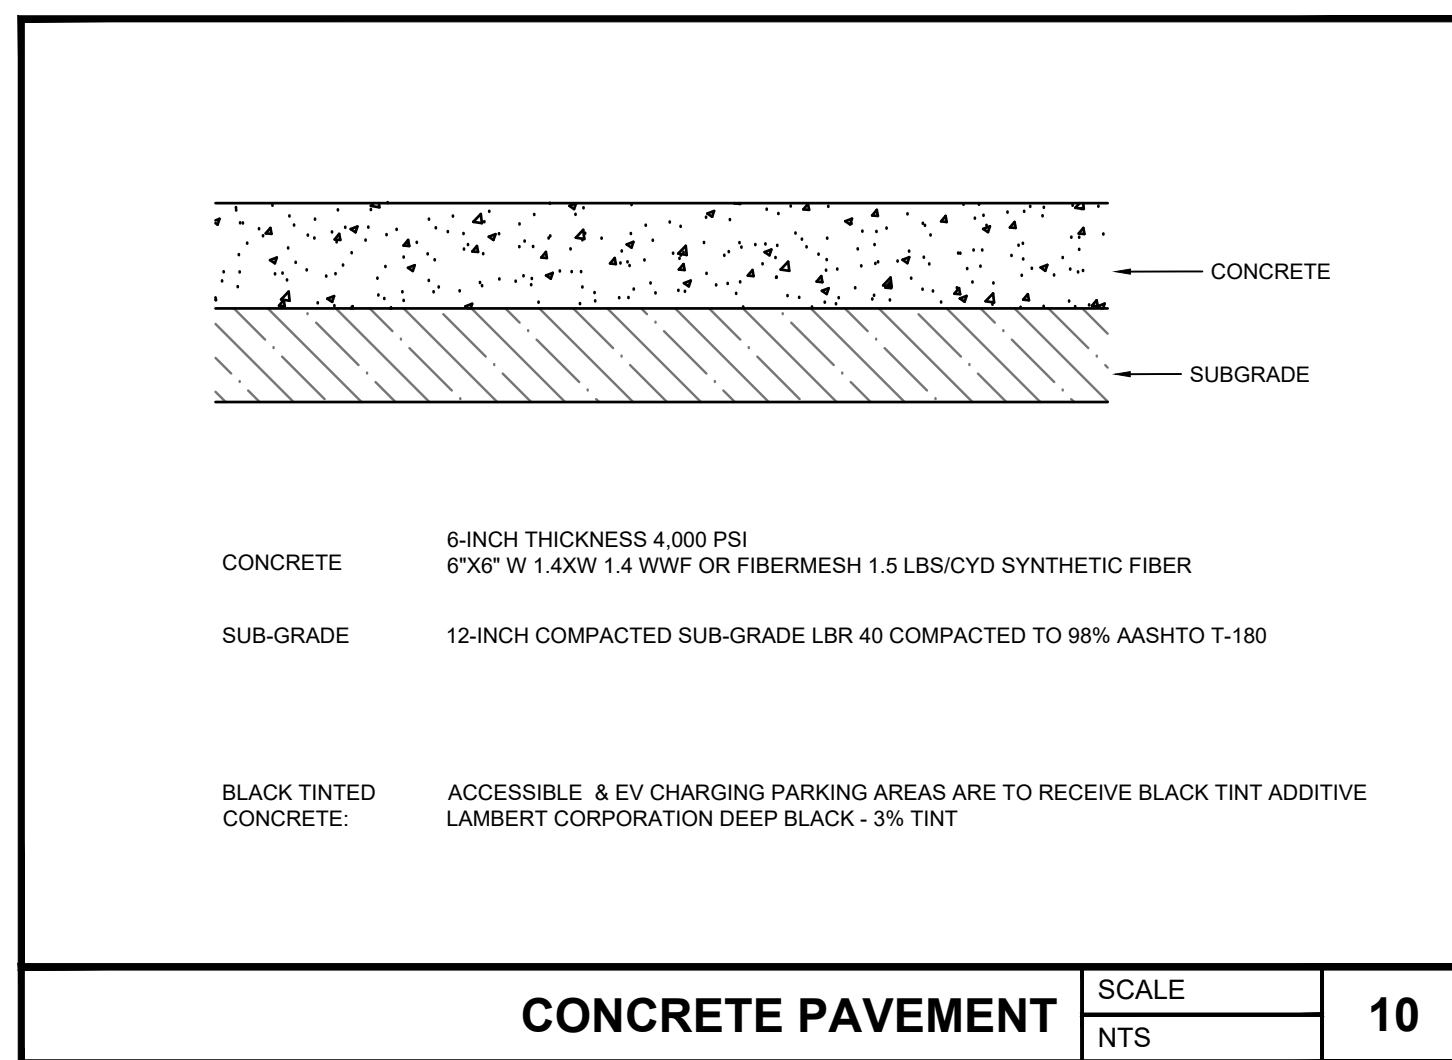 CONCRETE
SUBGRADE
CONCRETE 6-INCH THICKNESS 4,000 PSI
6"X6" W 1.4XW 1.4 WWF OR FIBERMESH 1.5 LBS/CYD SYNTHETIC FIBER
SUB-GRADE 12-INCH COMPACTED SUB-GRADE LBR 40 COMPACTED TO 98% AASHTO T-180
BLACK TINTED ACCESSIBLE & EV CHARGING PARKING AREAS ARE TO RECEIVE BLACK TINT ADDITIVE
CONCRETE: LAMBERT CORPORATION DEEP BLACK - 3% TINT
CONCRETE PAVEMENT
SCALE
NTS
10